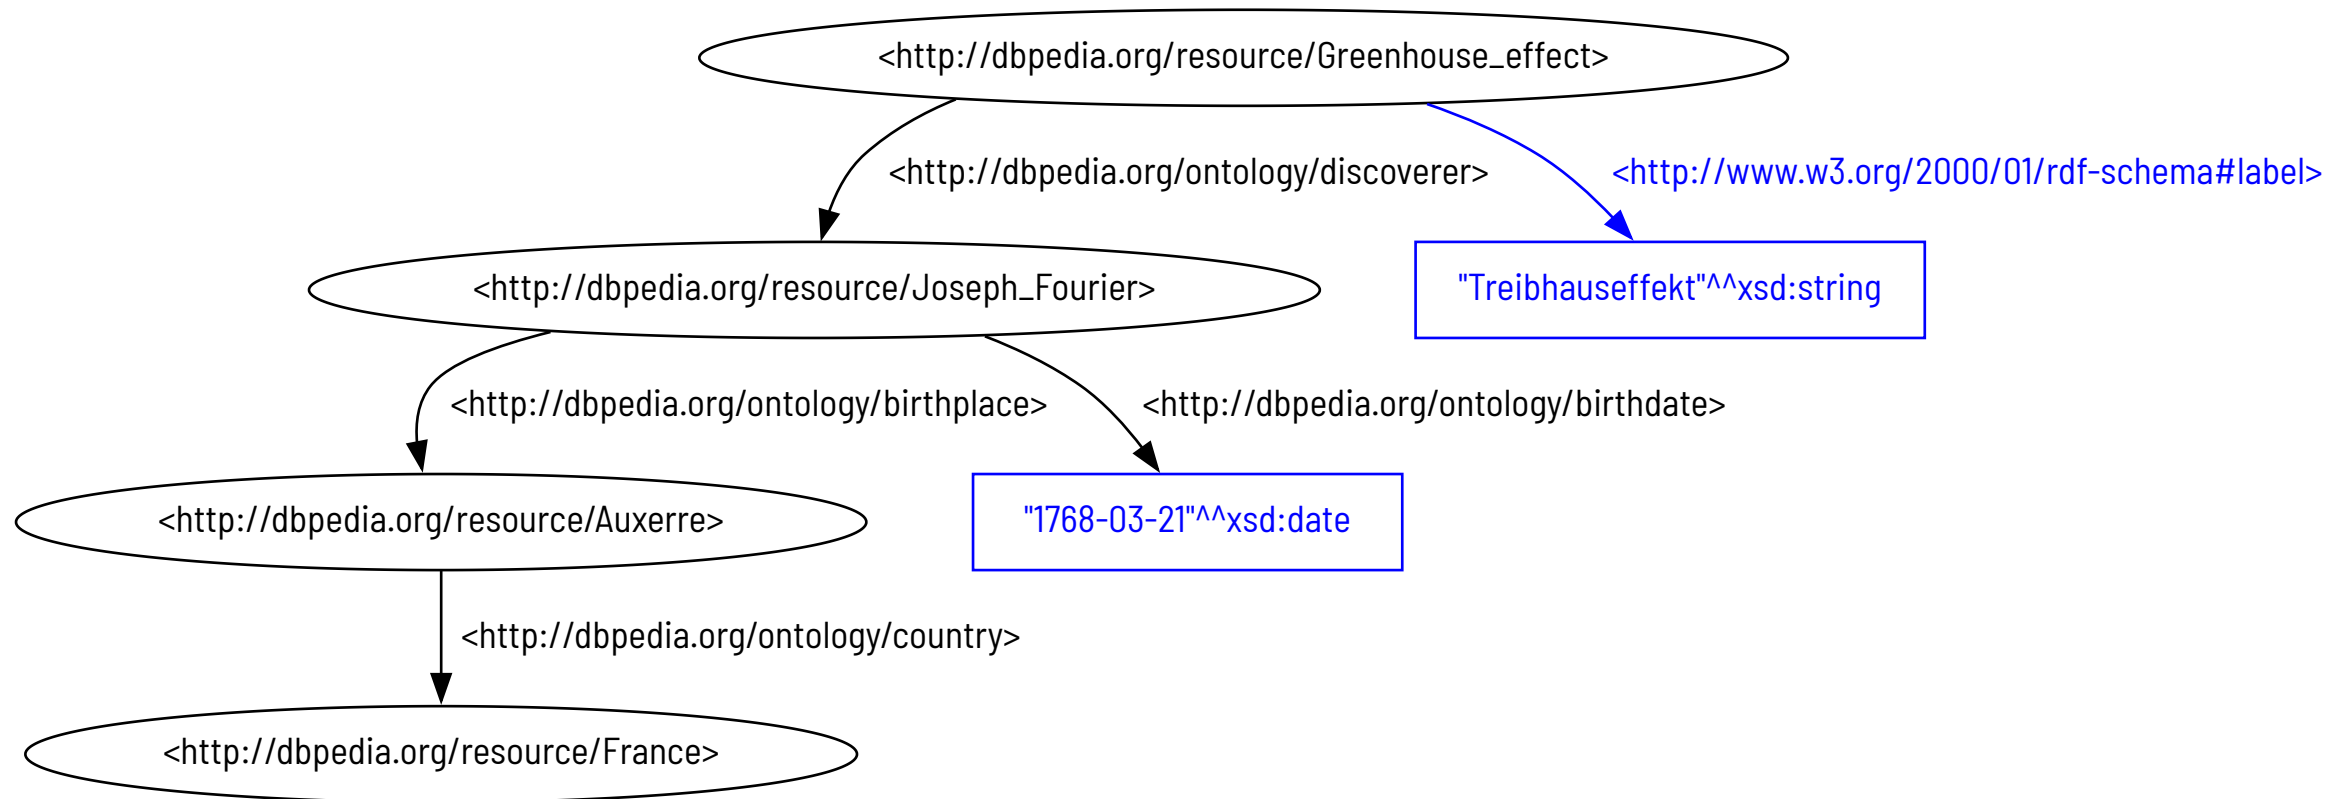 <http://dbpedia.org/resource/Greenhouse_effect>
<http://dbpedia.org/ontology/discoverer>
<http://www.w3.org/2000/01/rdf-schema#label>
<http://dbpedia.org/resource/Joseph_Fourier>
"Treibhauseffekt"^^xsd:string
<http://dbpedia.org/ontology/birthplace>
<http://dbpedia.org/ontology/birthdate>
<http://dbpedia.org/resource/Auxerre>
"1768-03-21"^^xsd:date
<http://dbpedia.org/ontology/country>
<http://dbpedia.org/resource/France>